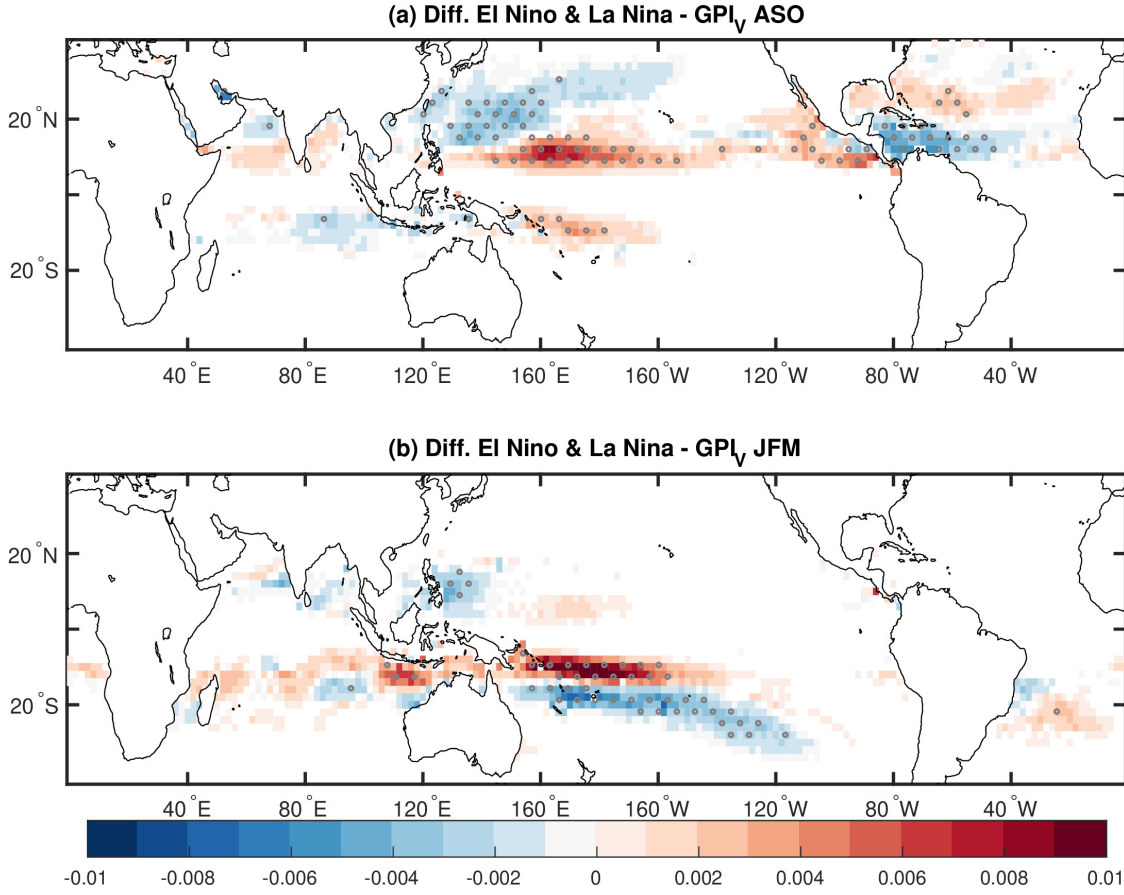 (a) Diff. El Nino & La Nina - GPI_V ASO
20°N
20°S
40°E 80°E 120°E 160°E 160°W 120°W 80°W 40°W
(b) Diff. El Nino & La Nina - GPI_V JFM
20°N
20°S
40°E 80°E 120°E 160°E 160°W 120°W 80°W 40°W
-0.01 -0.008 -0.006 -0.004 -0.002 0 0.002 0.004 0.006 0.008 0.01